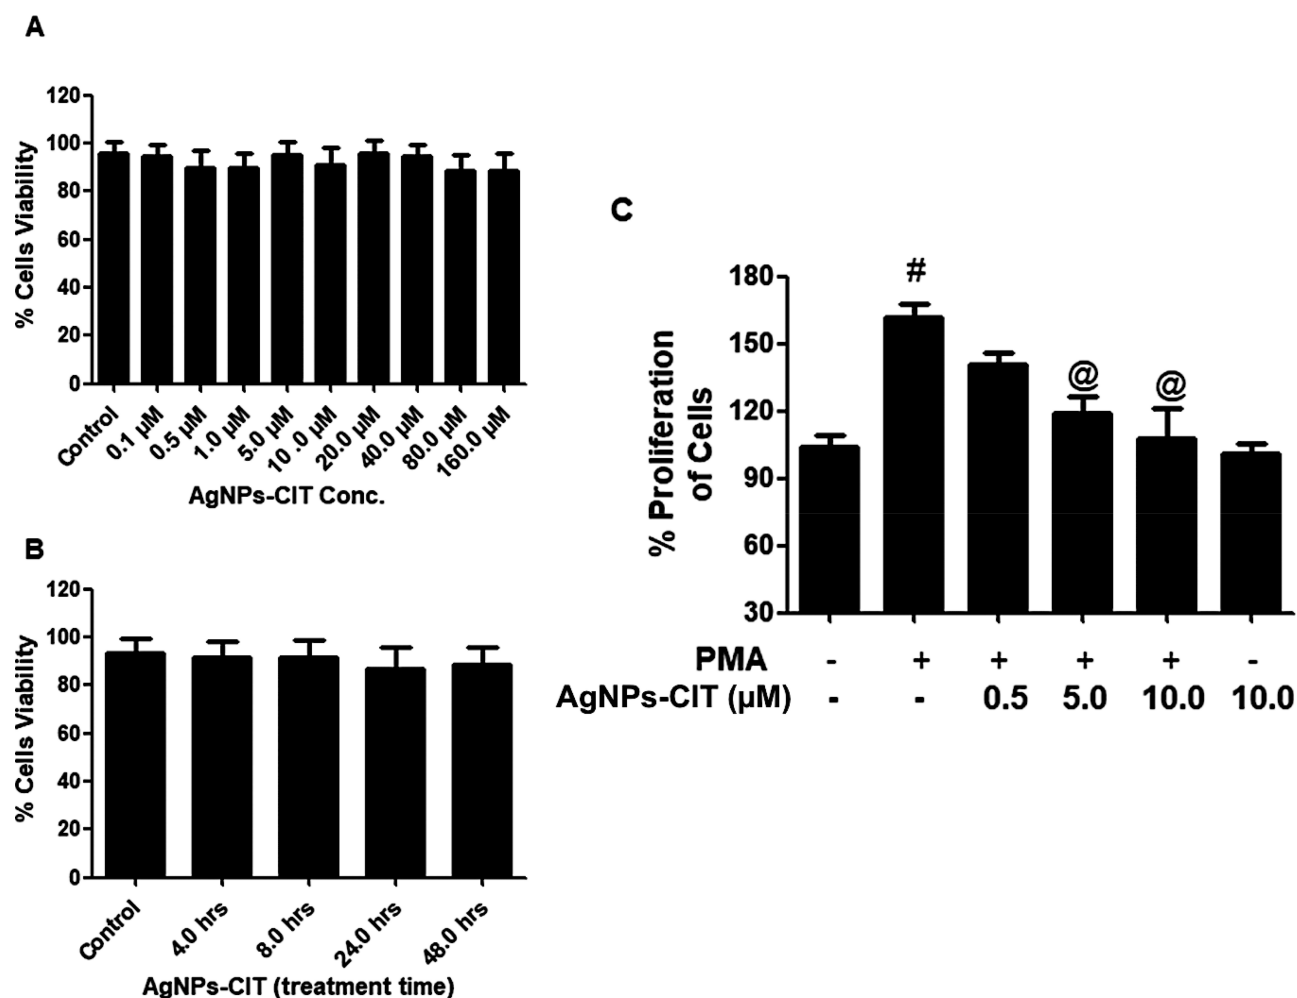 A
120
100
80
60
40
20
0
% Cells Viability
Control
0.1 µM
0.5 µM
1.0 µM
5.0 µM
10 .0 µM
20.0 µM
40.0 µM
80.0 µM
160.0 µM
AgNPs-CIT Conc.
B
120
100
80
60
40
20
0
% Cells Viability
Control
4.0 hrs
8.0 hrs
24.0 hrs
48.0 hrs
AgNPs-CIT (treatment time)
C
180
150
120
90
60
30
% Proliferation
of Cells
#
@
@
PMA - + + + + -
AgNPs-CIT (µM) - - 0.5 5.0 10.0 10.0